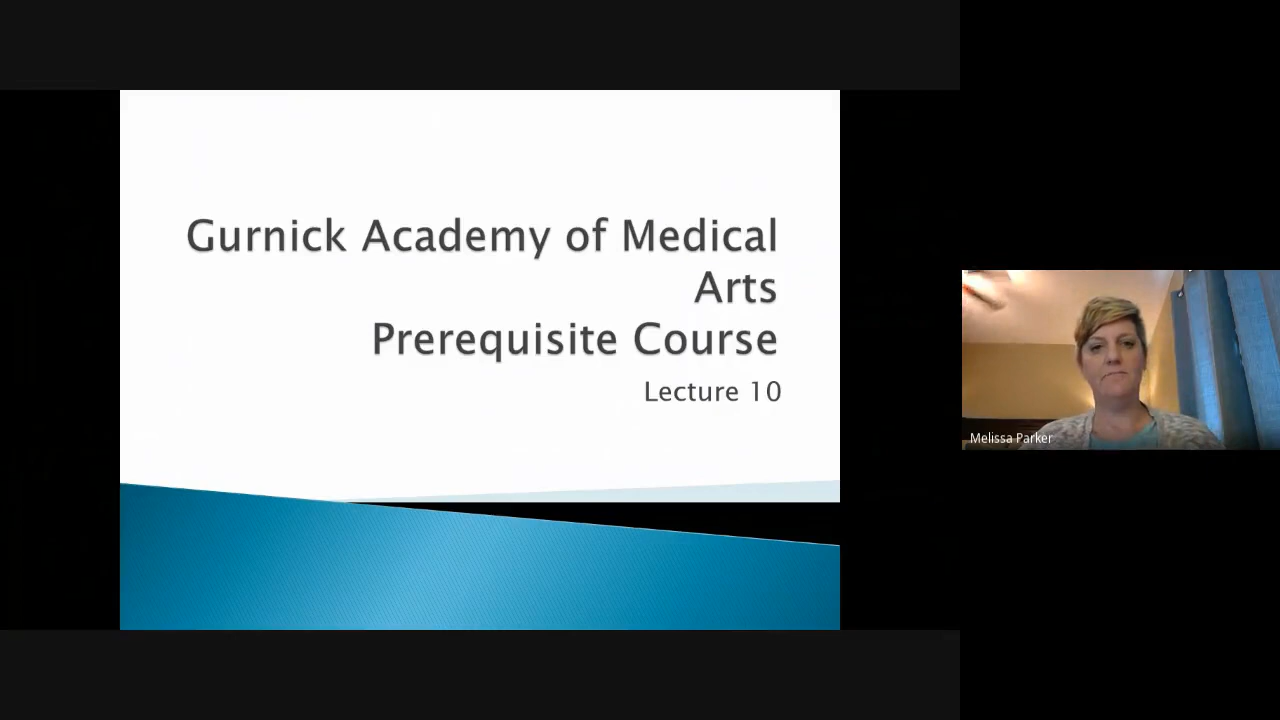 Gurnick Academy of Medical
Arts
Prerequisite Course
Lecture 10
Melissa Parker